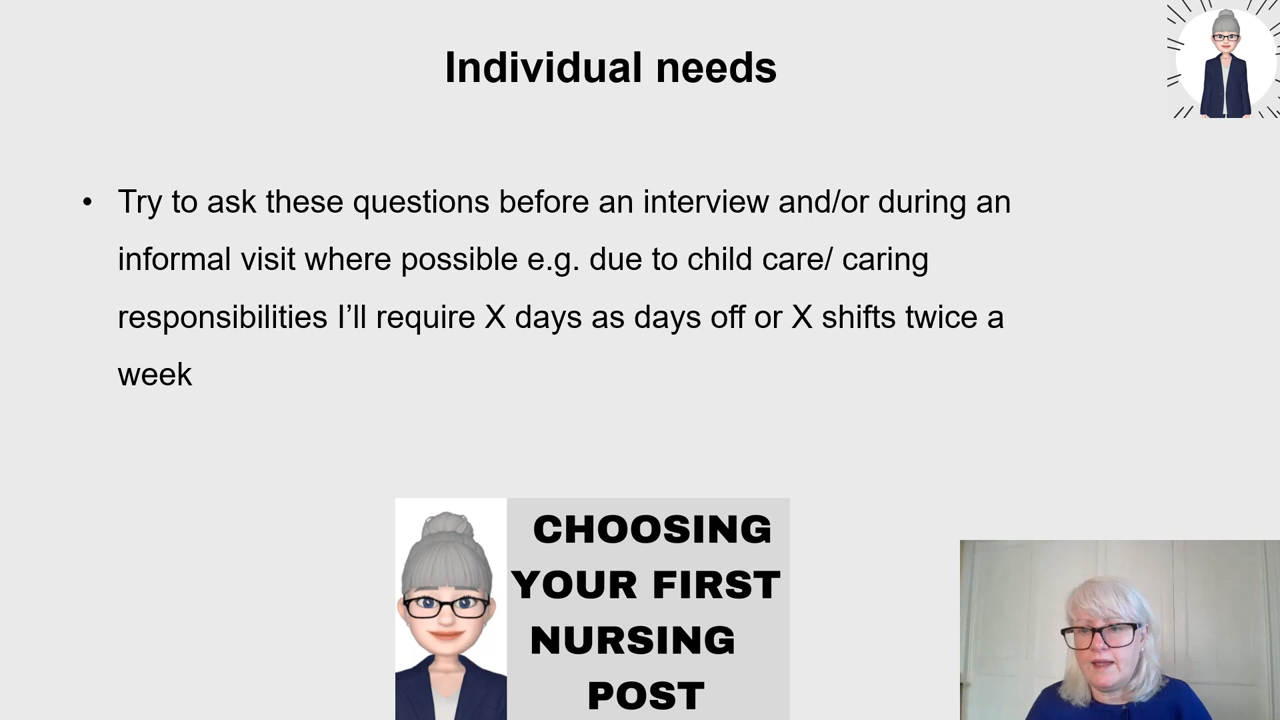 Individual needs
• Try to ask these questions before an interview and/or during an
informal visit where possible e.g. due to child care/ caring
responsibilities I’ll require X days as days off or X shifts twice a
week
CHOOSING
YOUR FIRST
NURSING
POST